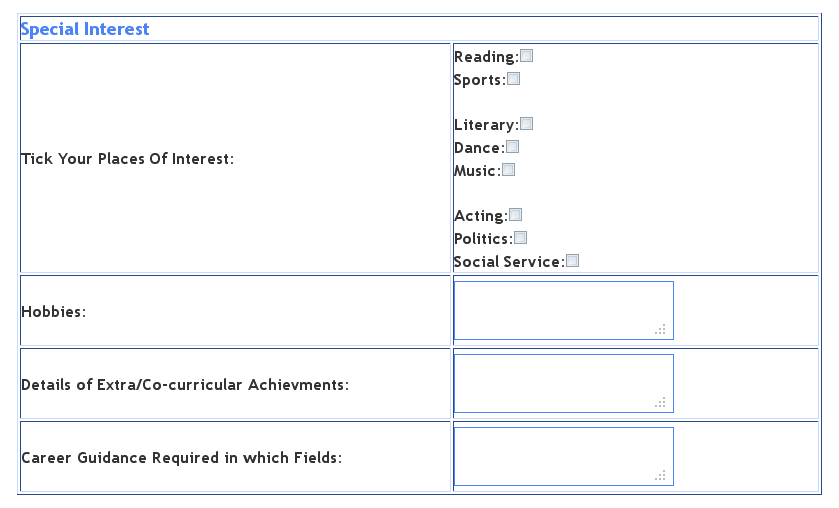 Special Interest
Tick Your Places Of Interest:
Reading:
Sports:
Literary:
Dance:
Music:
Acting:
Politics:
Social Service:
Hobbies:
Details of Extra/Co-curricular Achievments:
Career Guidance Required in which Fields: